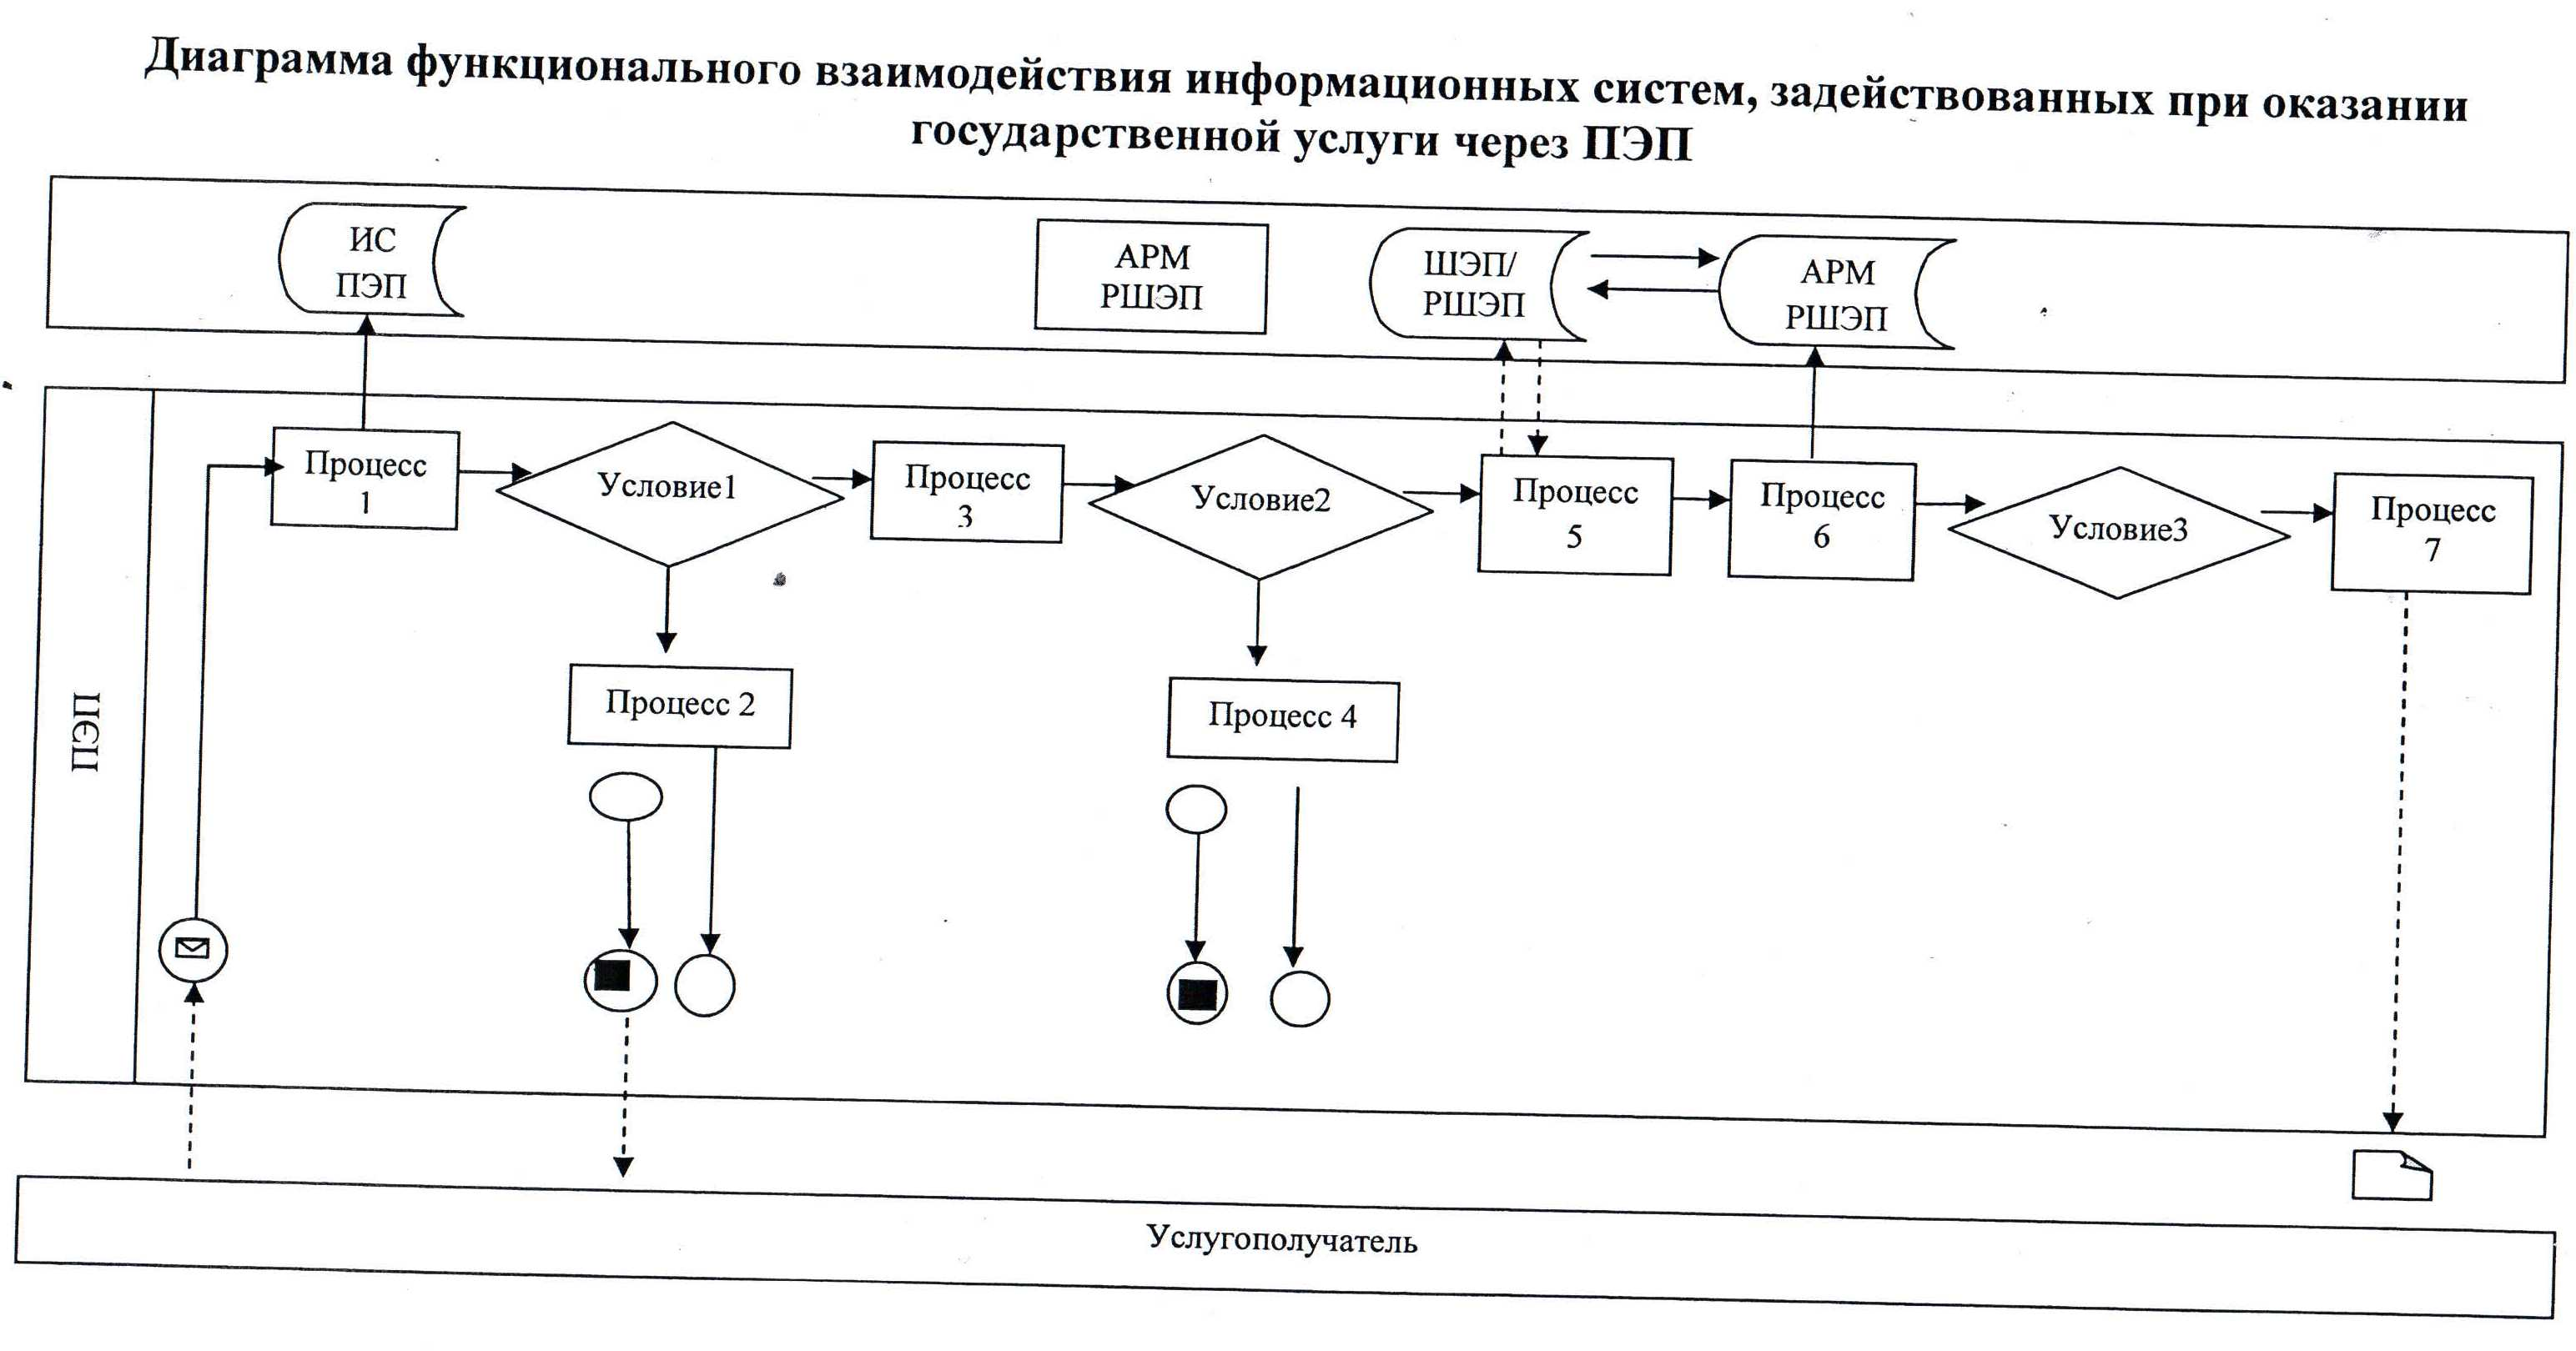 Диаграмма функционального взаимодействия информационных систем, задействованных при оказании
государственной услуги через ПЭП
ИС
ПЭП
АРМ
РШЭП
ШЭП/
РШЭП
АРМ
РШЭП
ПЭП
Процесс
1
Условие1
Процесс
3
Условие2
Процесс
5
Процесс
6
Условие3
Процесс
7
Процесс 2
Процесс 4
Услугополучатель